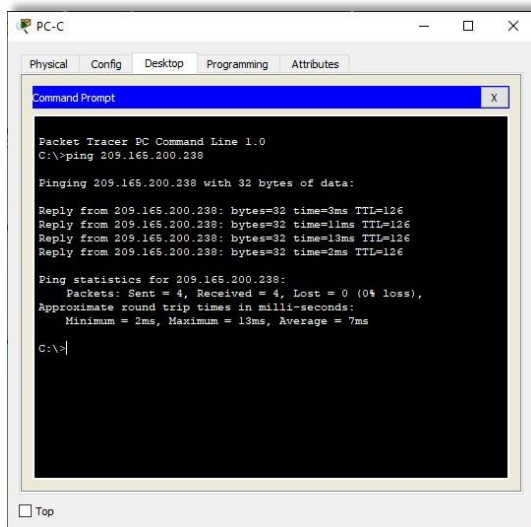 PC-C
Physical Config Desktop Programming Attributes
Command Prompt X
Packet Tracer PC Command Line 1.0
C:\>ping 209.165.200.238
Pinging 209.165.200.238 with 32 bytes of data:
Reply from 209.165.200.238: bytes=32 time=3ms TTL=126
Reply from 209.165.200.238: bytes=32 time=11ms TTL=126
Reply from 209.165.200.238: bytes=32 time=13ms TTL=126
Reply from 209.165.200.238: bytes=32 time=2ms TTL=126
Ping statistics for 209.165.200.238:
Packets: Sent = 4, Received = 4, Lost = 0 (0% loss),
Approximate round trip times in milli-seconds:
Minimum = 2ms, Maximum = 13ms, Average = 7ms
C:\>
Top